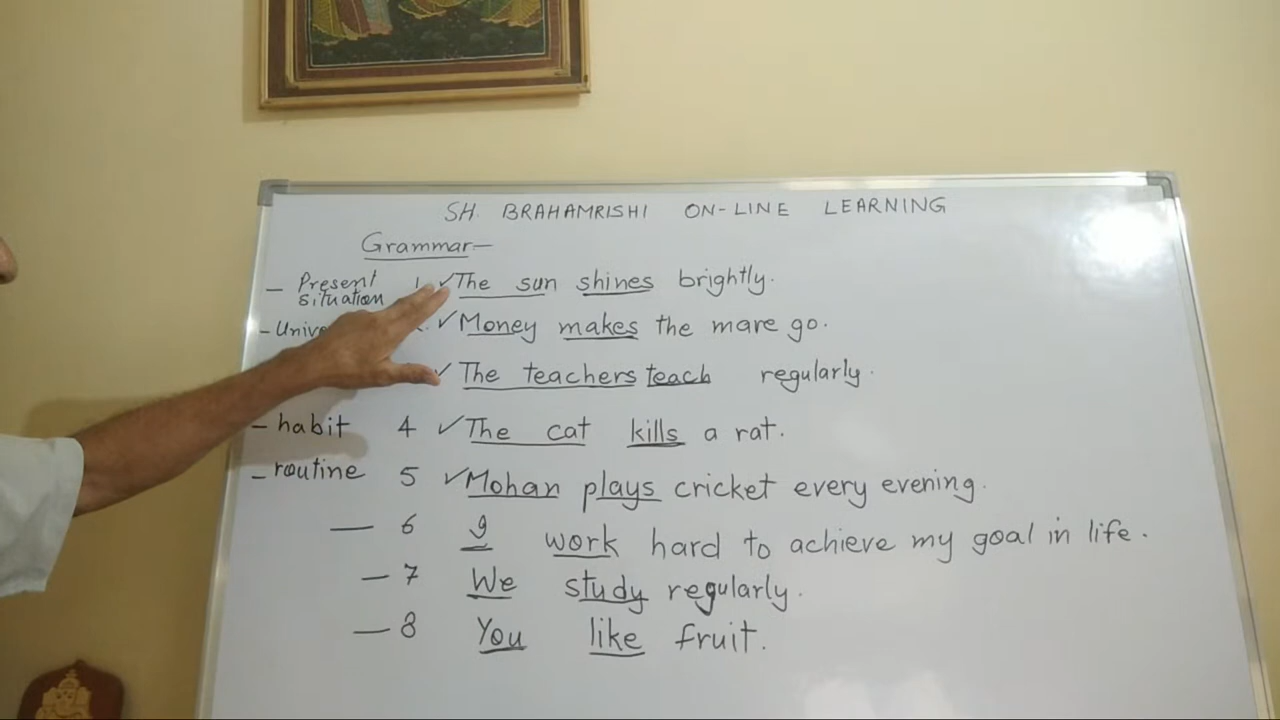 SH. BRAHAMRISHI ON-LINE LEARNING
Grammar—
— Present situation 1 ✓The sun shines brightly.
✓Money makes the mare go.
✓The teachers teach regularly.
— habit 4 ✓The cat kills a rat.
— routine 5 ✓Mohan plays cricket every evening.
— 6 I work hard to achieve my goal in life.
— 7 We study regularly.
— 8 You like fruit.